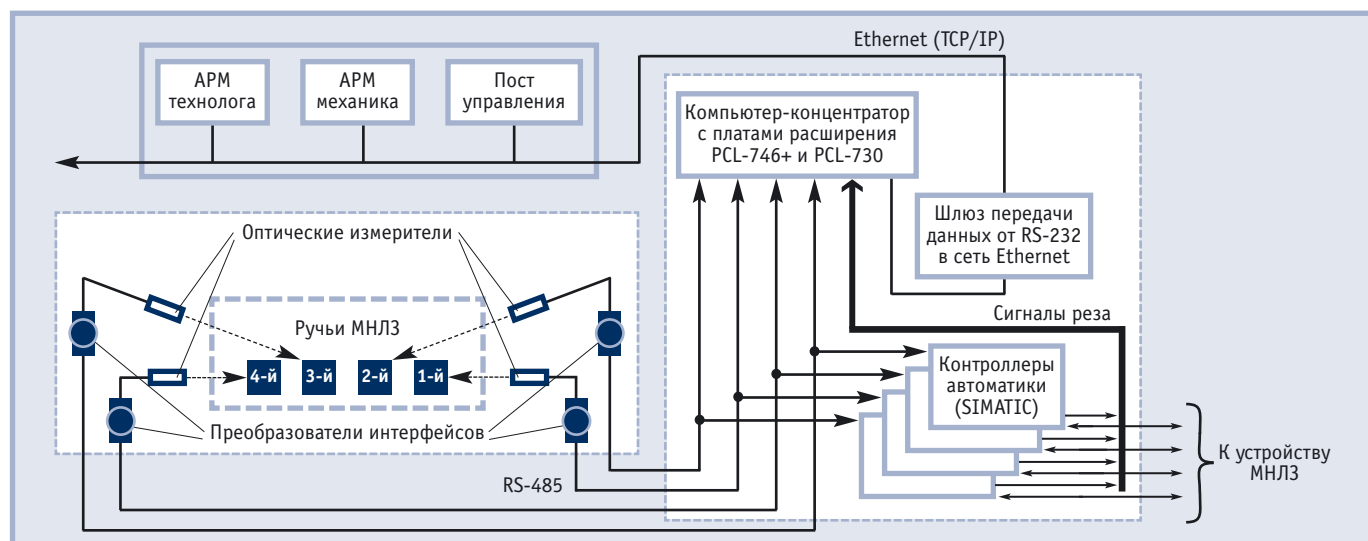 Ethernet (TCP/IP)
АРМ
технолога
АРМ
механика
Пост
управления
Компьютер-концентратор
с платами расширения
PCL-746+ и PCL-730
Шлюз передачи
данных от RS-232
в сеть Ethernet
Оптические измерители
Ручьи МНЛЗ
4-й
3-й
2-й
1-й
Преобразователи интерфейсов
RS-485
Сигналы реза
Контроллеры
автоматики
(SIMATIC)
К устройству
МНЛЗ